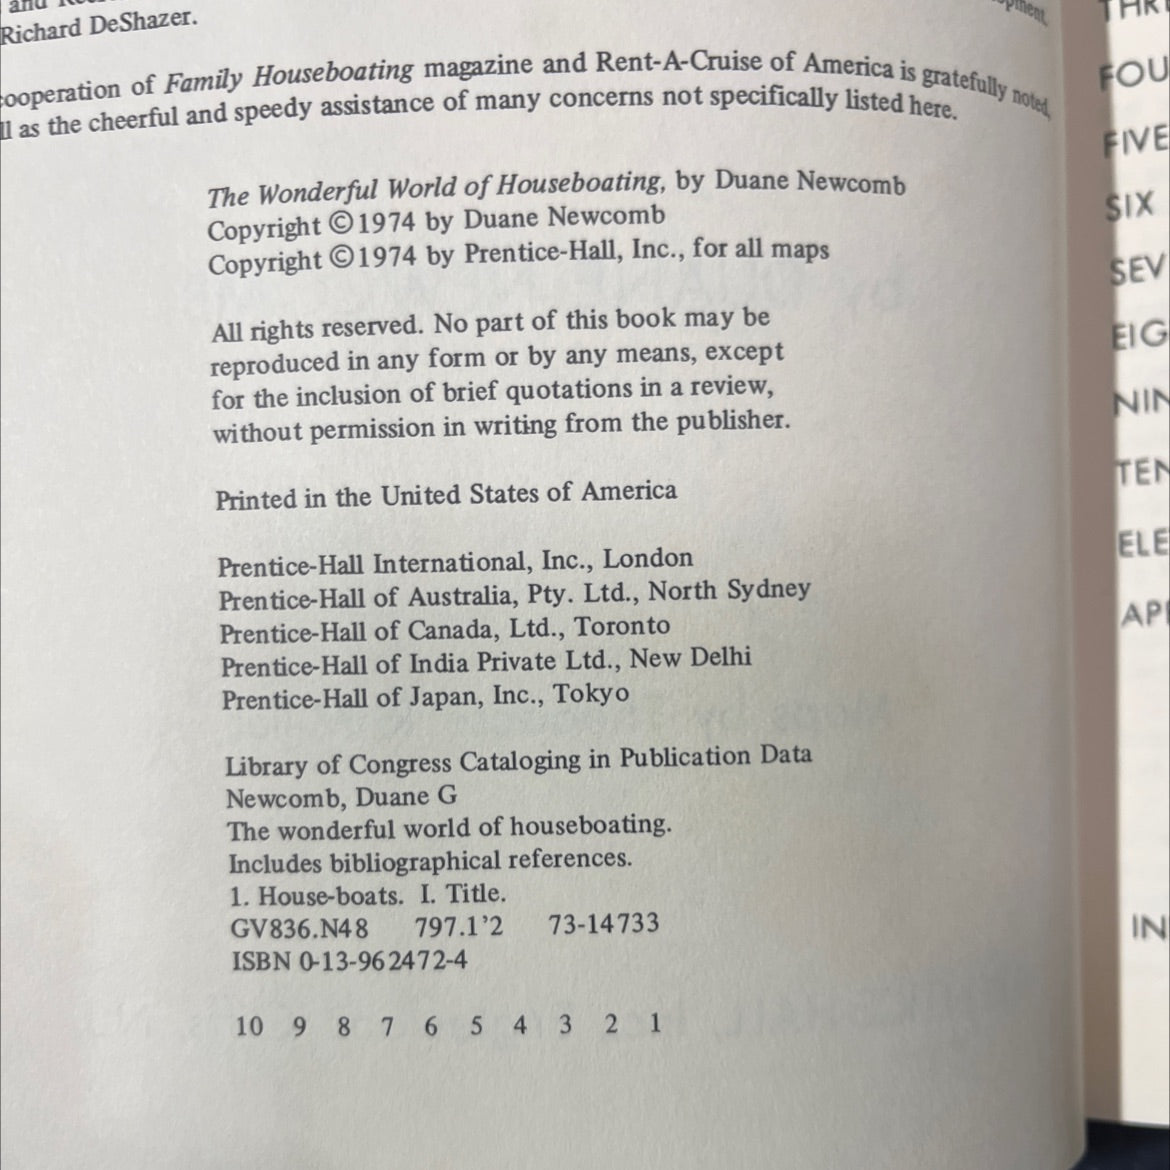 and
Richard DeShazer.
cooperation of Family Houseboating magazine and Rent-A-Cruise of America is gratefully noted,
ll as the cheerful and speedy assistance of many concerns not specifically listed here.
The Wonderful World of Houseboating, by Duane Newcomb
Copyright ©1974 by Duane Newcomb
Copyright ©1974 by Prentice-Hall, Inc., for all maps
All rights reserved. No part of this book may be
reproduced in any form or by any means, except
for the inclusion of brief quotations in a review,
without permission in writing from the publisher.
Printed in the United States of America
Prentice-Hall International, Inc., London
Prentice-Hall of Australia, Pty. Ltd., North Sydney
Prentice-Hall of Canada, Ltd., Toronto
Prentice-Hall of India Private Ltd., New Delhi
Prentice-Hall of Japan, Inc., Tokyo
Library of Congress Cataloging in Publication Data
Newcomb, Duane G
The wonderful world of houseboating.
Includes bibliographical references.
1. House-boats. I. Title.
GV836.N48 797.1'2 73-14733
ISBN 0-13-962472-4
10 9 8 7 6 5 4 3 2 1
THR
FOU
FIVE
SIX
SEV
EIG
NIN
TEN
ELE
IN